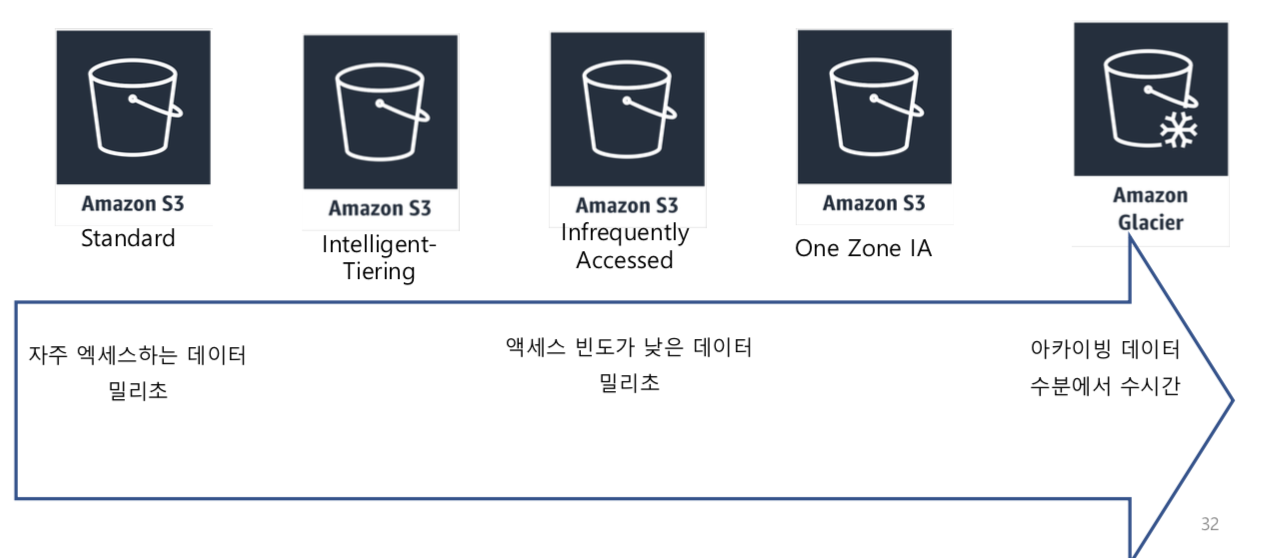 Amazon S3
Standard
Amazon S3
Intelligent-
Tiering
Amazon S3
Infrequently
Accessed
Amazon S3
One Zone IA
Amazon
Glacier
자주 엑세스하는 데이터
밀리초
액세스 빈도가 낮은 데이터
밀리초
아카이빙 데이터
수분에서 수시간
32